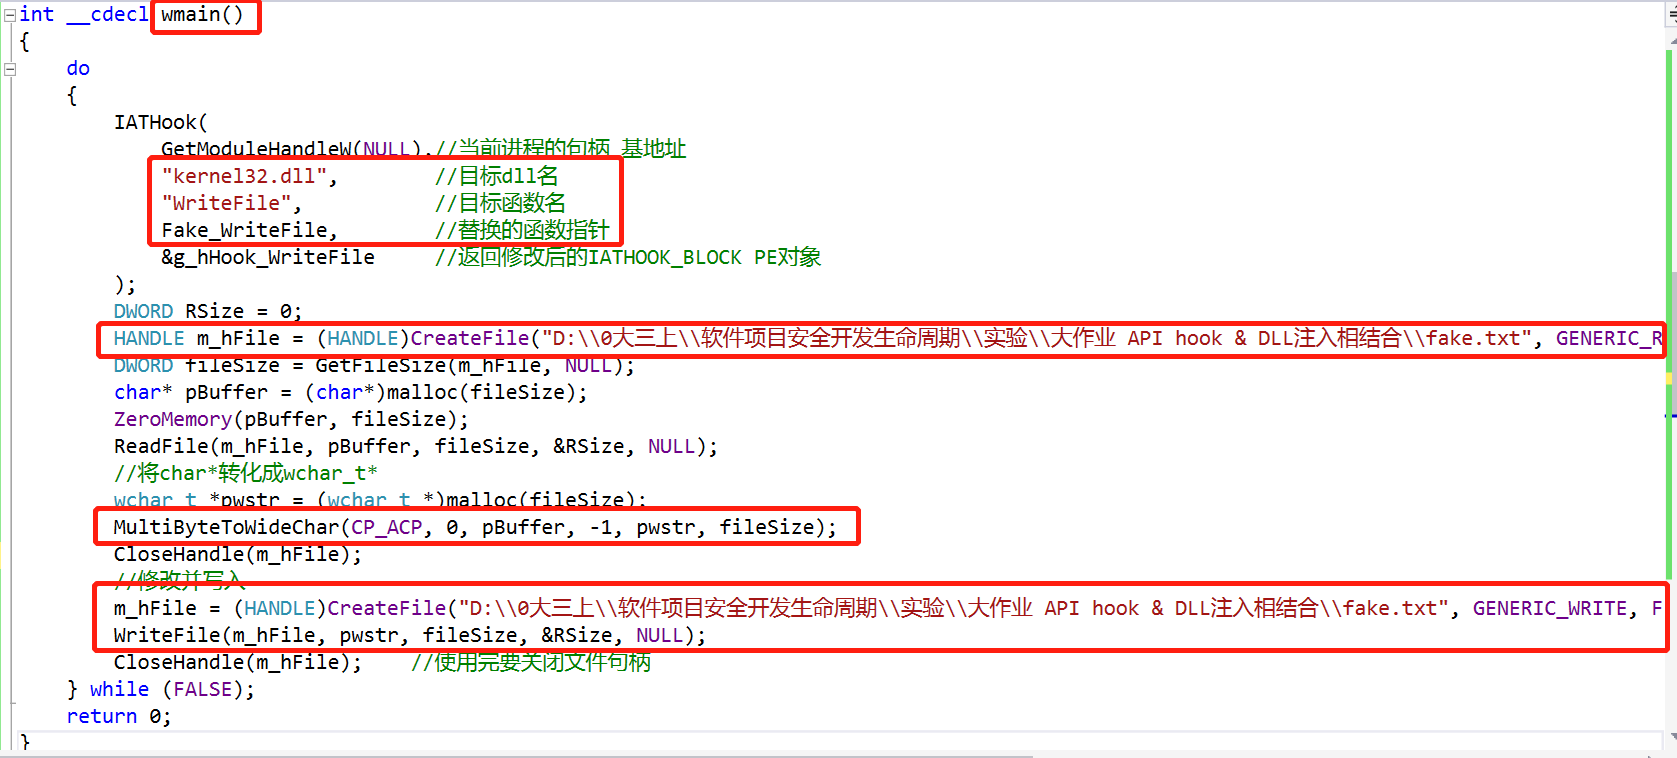 int __cdecl wmain()
{
do
{
IATHook(
GetModuleHandleW(NULL),//当前进程的句柄 基地址
"kernel32.dll", //目标dll名
"WriteFile", //目标函数名
Fake_WriteFile, //替换的函数指针
&g_hHook_WriteFile //返回修改后的IATHOOK_BLOCK PE对象
);
DWORD RSize = 0;
HANDLE m_hFile = (HANDLE)CreateFile("D:\\0大三上\\软件项目安全开发生命周期\\实验\\大作业 API hook & DLL注入相结合\\fake.txt", GENERIC_R
DWORD fileSize = GetFileSize(m_hFile, NULL);
char* pBuffer = (char*)malloc(fileSize);
ZeroMemory(pBuffer, fileSize);
ReadFile(m_hFile, pBuffer, fileSize, &RSize, NULL);
//将char*转化成wchar_t*
wchar_t *pwstr = (wchar_t *)malloc(fileSize);
MultiByteToWideChar(CP_ACP, 0, pBuffer, -1, pwstr, fileSize);
CloseHandle(m_hFile);
//修改并写入
m_hFile = (HANDLE)CreateFile("D:\\0大三上\\软件项目安全开发生命周期\\实验\\大作业 API hook & DLL注入相结合\\fake.txt", GENERIC_WRITE, F
WriteFile(m_hFile, pwstr, fileSize, &RSize, NULL);
CloseHandle(m_hFile); //使用完要关闭文件句柄
} while (FALSE);
return 0;
}